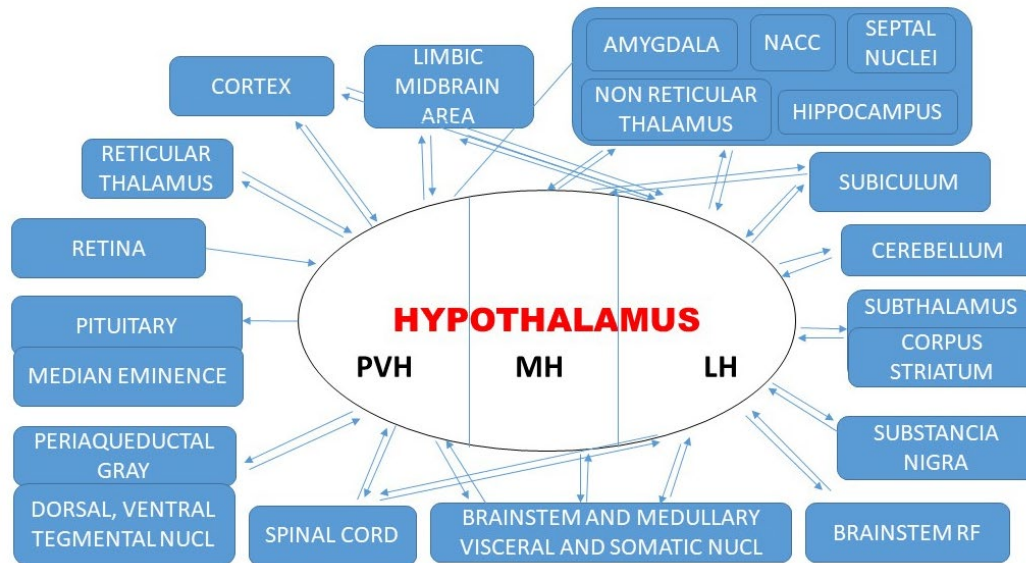 AMYGDALA
NACC
SEPTAL
NUCLEI
NON RETICULAR
THALAMUS
HIPPOCAMPUS
LIMBIC
MIDBRAIN
AREA
CORTEX
RETICULAR
THALAMUS
SUBICULUM
RETINA
CEREBELLUM
PITUITARY
MEDIAN EMINENCE
HYPOTHALAMUS
PVH
MH
LH
SUBTHALAMUS
CORPUS
STRIATUM
PERIAQUEDUCTAL
GRAY
DORSAL, VENTRAL
TEGMENTAL NUCL
SPINAL CORD
BRAINSTEM AND MEDULLARY
VISCERAL AND SOMATIC NUCL
SUBSTANCIA
NIGRA
BRAINSTEM RF